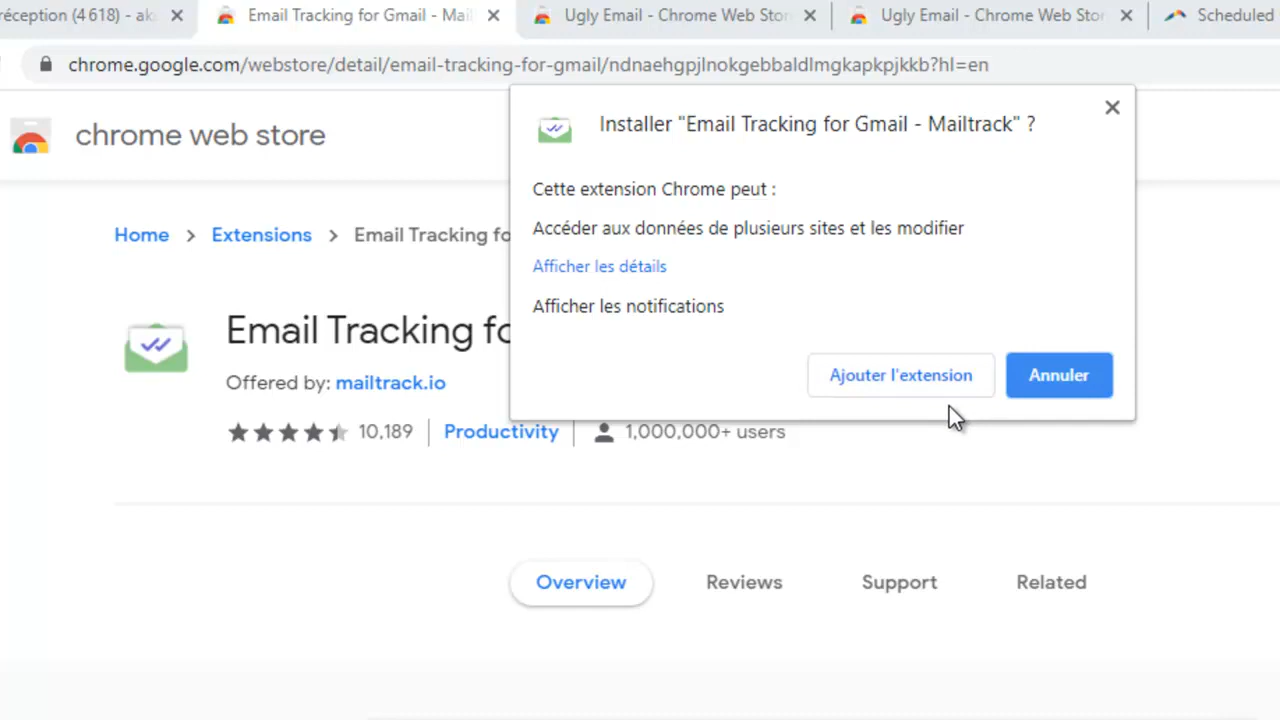 réception (4 618) - ak
Email Tracking for Gmail - Mail
Ugly Email - Chrome Web Stor
Ugly Email - Chrome Web Stor
Scheduled
chrome.google.com/webstore/detail/email-tracking-for-gmail/ndnaehgpjlnokgebbaldlmgkapkpjkkb?hl=en
chrome web store
Installer "Email Tracking for Gmail - Mailtrack" ?
Cette extension Chrome peut :
Accéder aux données de plusieurs sites et les modifier
Afficher les détails
Afficher les notifications
Ajouter l'extension
Annuler
Home > Extensions > Email Tracking fo
Email Tracking fo
Offered by: mailtrack.io
10,189
Productivity
1,000,000+ users
Overview
Reviews
Support
Related